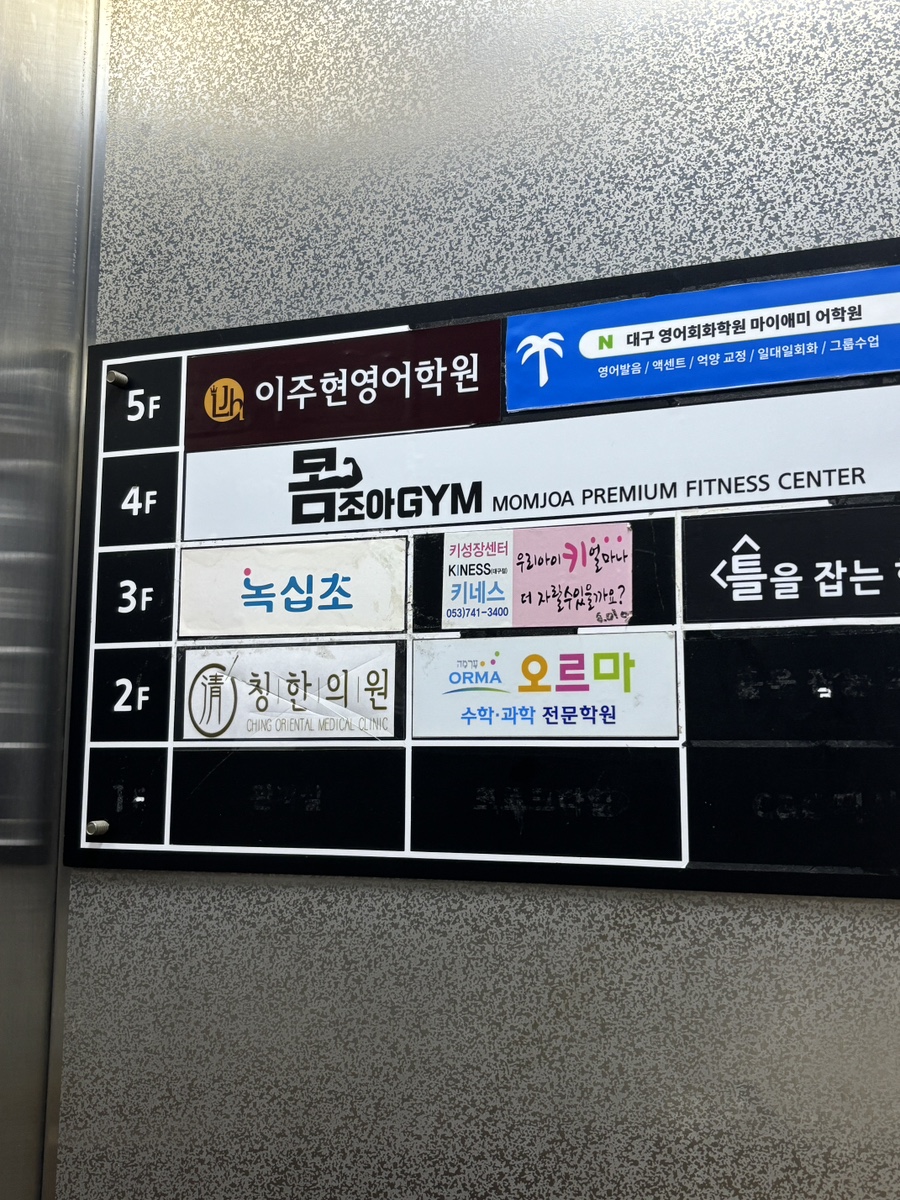 5F
이주현영어학원
N 대구 영어회화학원 마이애미 어학원
영어발음 / 액센트 / 억양 교정 / 일대일회화 / 그룹수업
4F
몸조아GYM MOMJOA PREMIUM FITNESS CENTER
3F
녹십초
키성장센터
KINESS(대구점)
키네스
053)741-3400
우리아이키얼마나
더 자랄수있을까요?
틀을 잡는
2F
淸 칭한의원
CHING ORIENTAL MEDICAL CLINIC
ORMA
오르마
수학·과학 전문학원